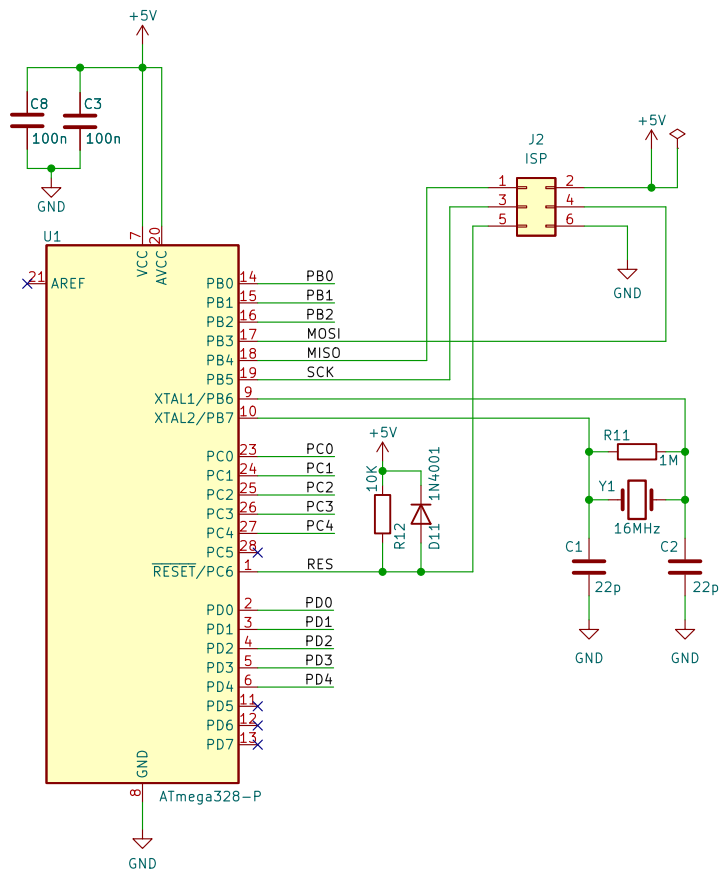 +5V
C8
C3
100n
100n
GND
+5V
J2
ISP
1
2
3
4
5
6
GND
U1
7
20
VCC
AVCC
21
AREF
PB0
14
PB0
PB1
15
PB1
PB2
16
PB2
PB3
17
MOSI
PB4
18
MISO
PB5
19
SCK
XTAL1/PB6
9
XTAL2/PB7
10
PC0
23
PC0
PC1
24
PC1
PC2
25
PC2
PC3
26
PC3
PC4
27
PC4
PC5
28
RESET/PC6
1
RES
+5V
10K
R12
1N4001
D11
R11
1M
Y1
16MHz
C1
22p
C2
22p
GND
GND
PD0
2
PD0
PD1
3
PD1
PD2
4
PD2
PD3
5
PD3
PD4
6
PD4
PD5
11
PD6
12
PD7
13
GND
8
ATmega328-P
GND